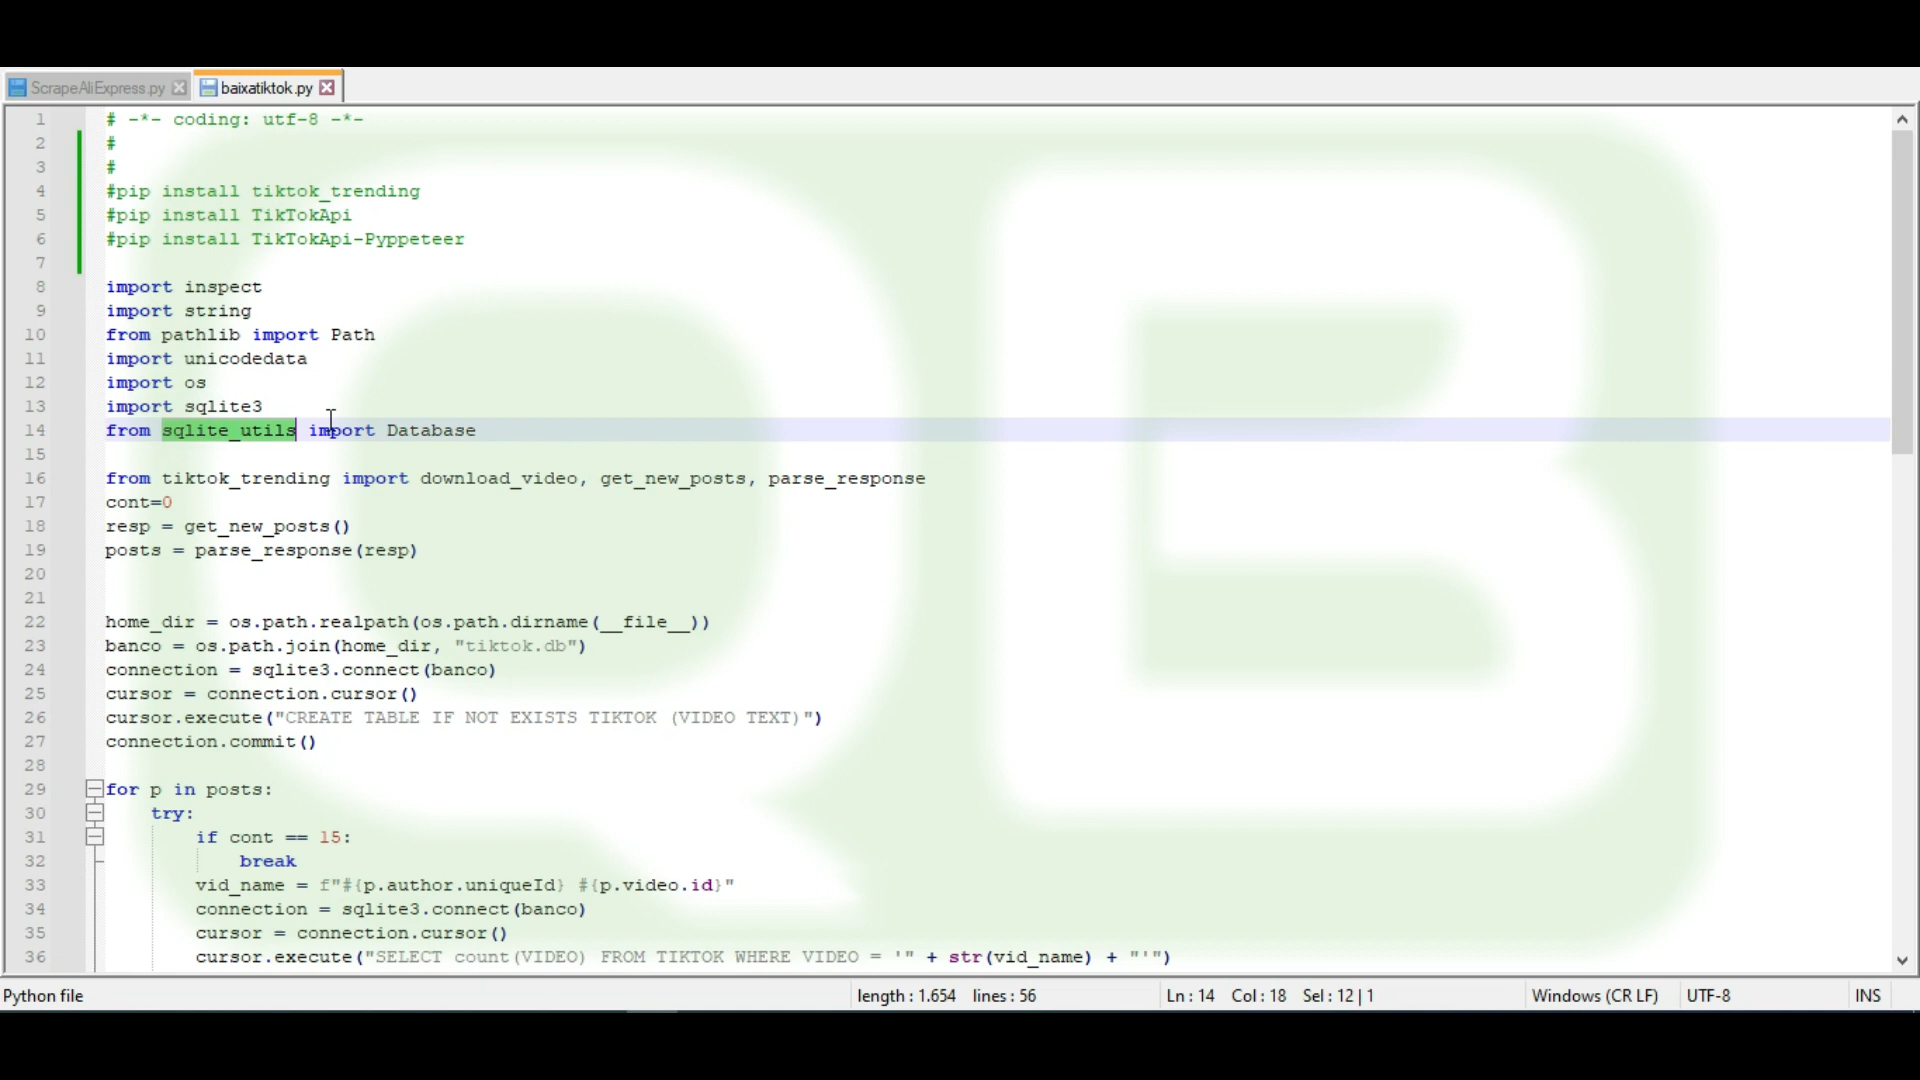 ScrapeAliExpress.py baixatiktok.py
1 # -*- coding: utf-8 -*-
2 #
3 #
4 #pip install tiktok_trending
5 #pip install TikTokApi
6 #pip install TikTokApi-Pyppeteer
7
8 import inspect
9 import string
10 from pathlib import Path
11 import unicodedata
12 import os
13 import sqlite3
14 from sqlite_utils import Database
15
16 from tiktok_trending import download_video, get_new_posts, parse_response
17 cont=0
18 resp = get_new_posts()
19 posts = parse_response(resp)
20
21
22 home_dir = os.path.realpath(os.path.dirname(__file__))
23 banco = os.path.join(home_dir, "tiktok.db")
24 connection = sqlite3.connect(banco)
25 cursor = connection.cursor()
26 cursor.execute("CREATE TABLE IF NOT EXISTS TIKTOK (VIDEO TEXT)")
27 connection.commit()
28
29 for p in posts:
30 try:
31 if cont == 15:
32 break
33 vid_name = f"#{p.author.uniqueId} #{p.video.id}"
34 connection = sqlite3.connect(banco)
35 cursor = connection.cursor()
36 cursor.execute("SELECT count(VIDEO) FROM TIKTOK WHERE VIDEO = '" + str(vid_name) + "'")
Python file length : 1.654 lines : 56 Ln : 14 Col : 18 Sel : 12 | 1 Windows (CR LF) UTF-8 INS
QB